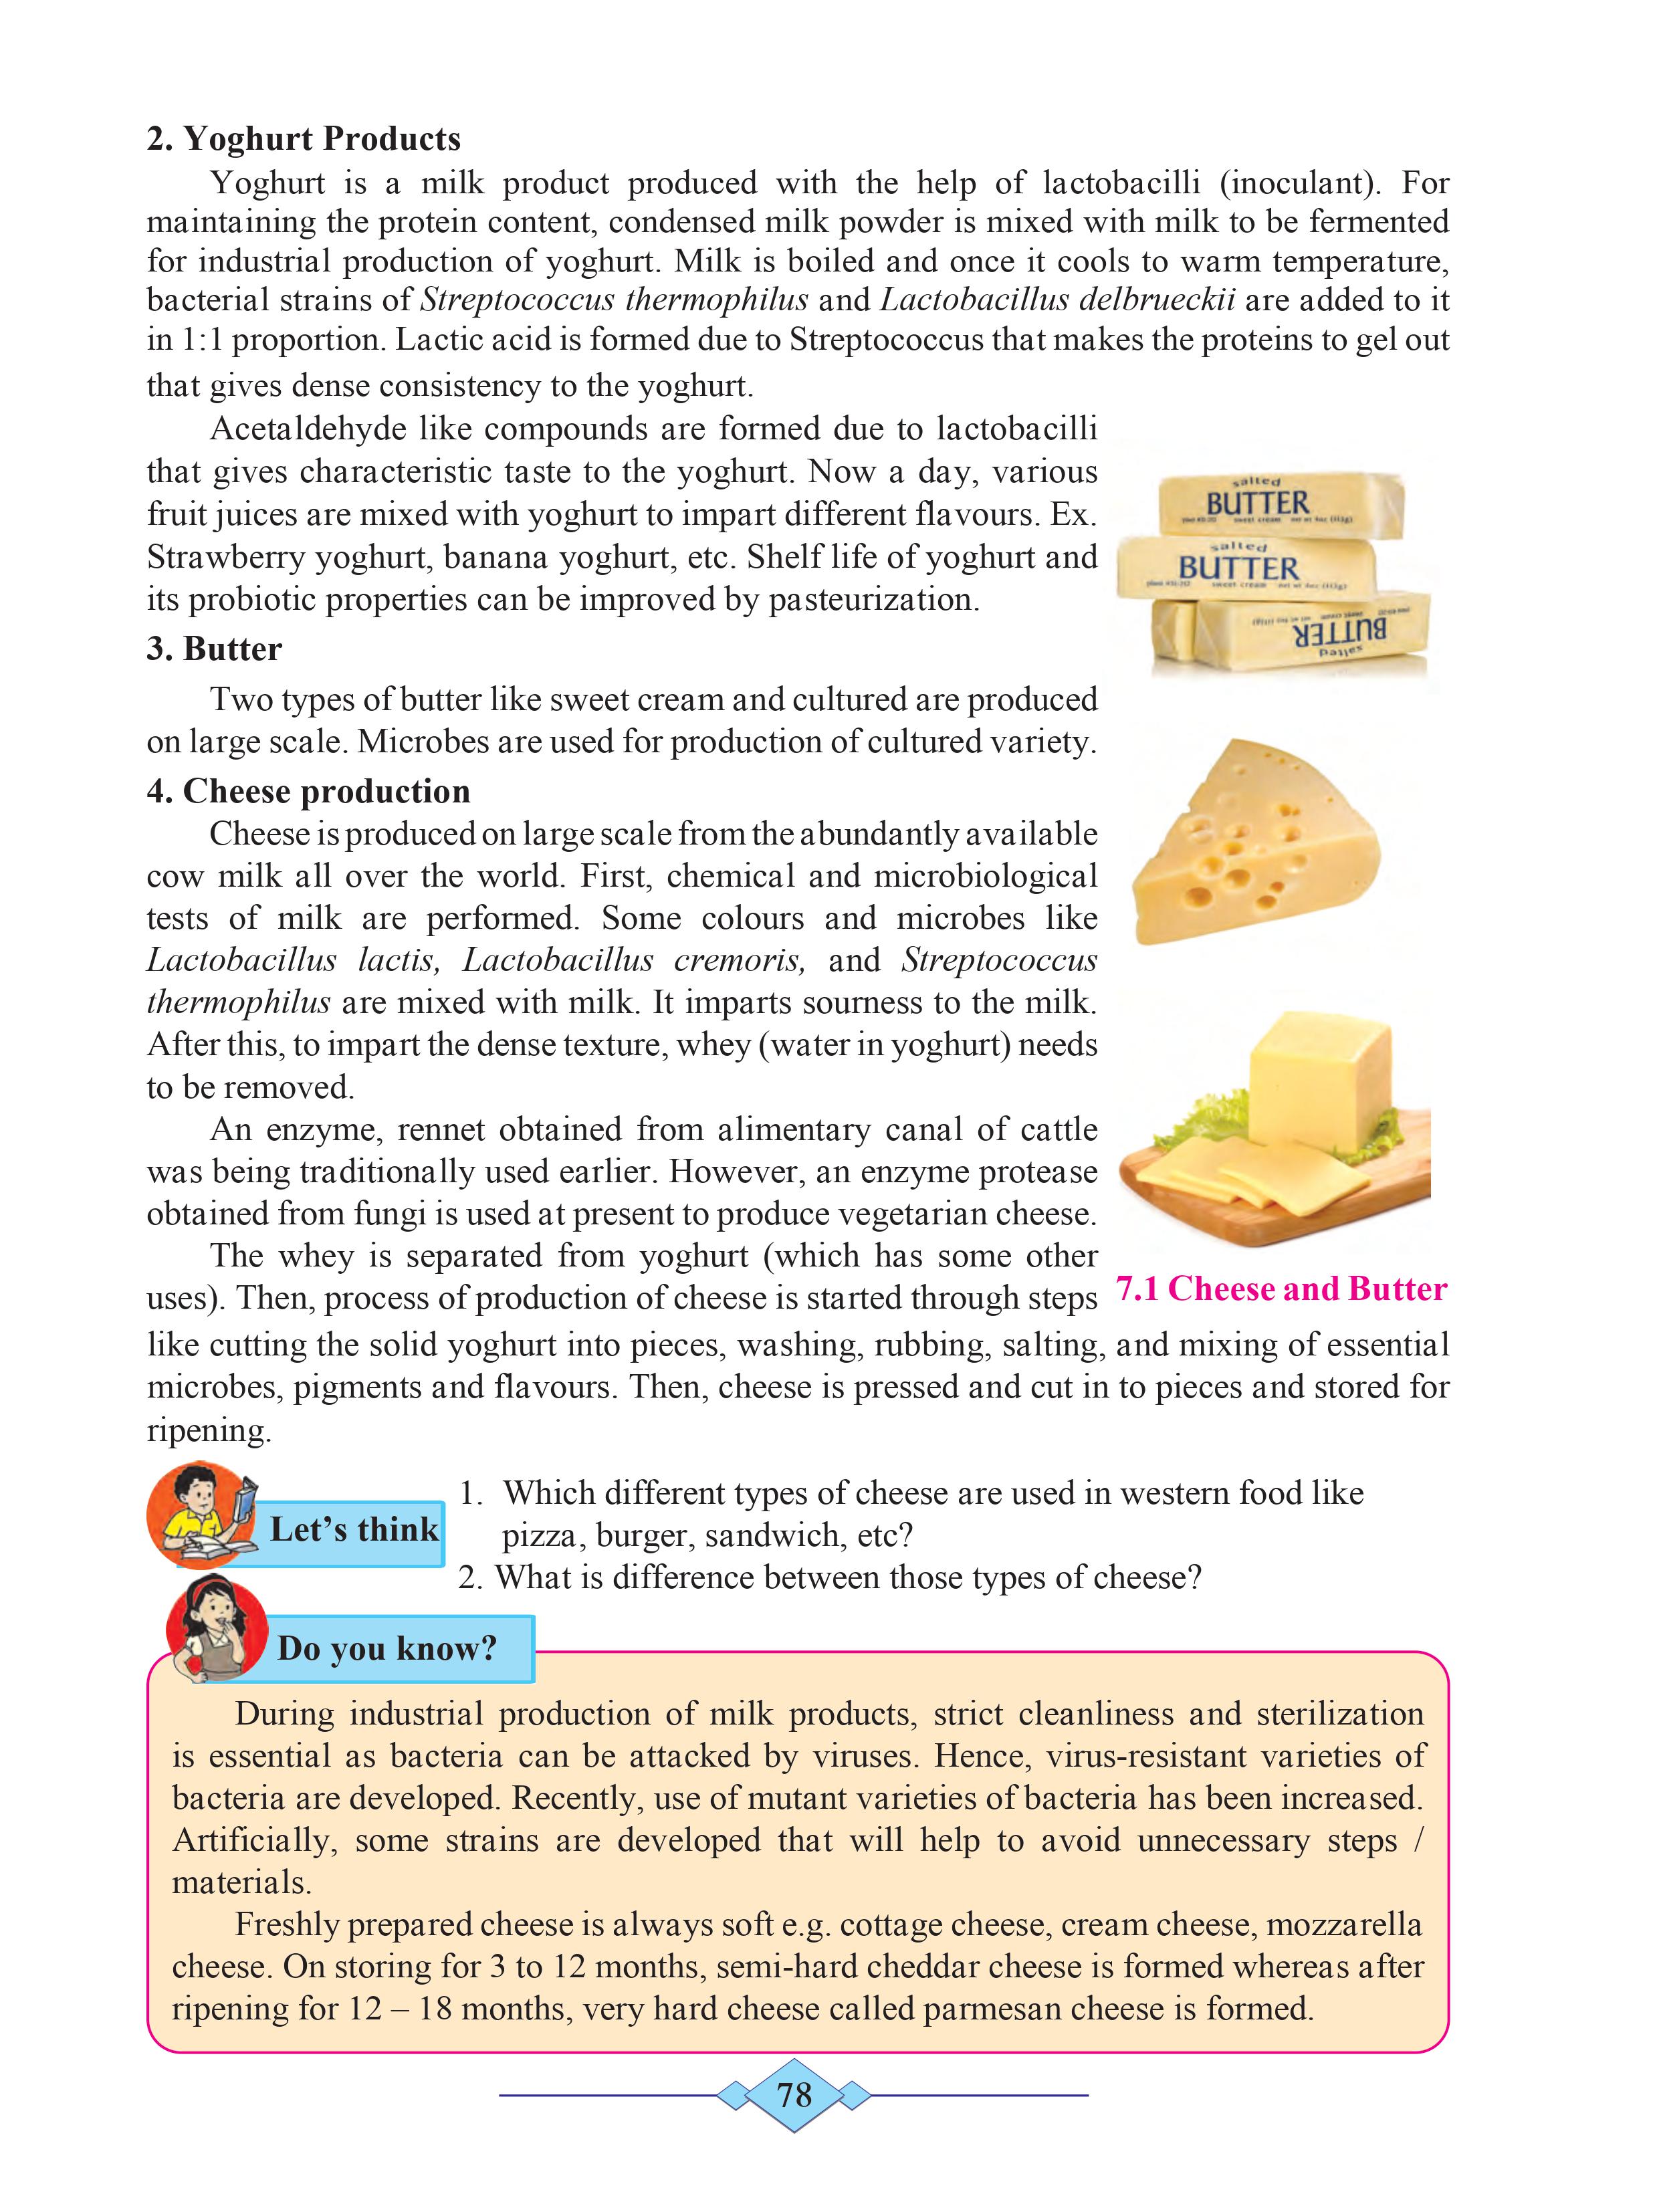 2. Yoghurt Products
Yoghurt is a milk product produced with the help of lactobacilli (inoculant). For
maintaining the protein content, condensed milk powder is mixed with milk to be fermented
for industrial production of yoghurt. Milk is boiled and once it cools to warm temperature,
bacterial strains of Streptococcus thermophilus and Lactobacillus delbrueckii are added to it
in 1:1 proportion. Lactic acid is formed due to Streptococcus that makes the proteins to gel out
that gives dense consistency to the yoghurt.
Acetaldehyde like compounds are formed due to lactobacilli
that gives characteristic taste to the yoghurt. Now a day, various
fruit juices are mixed with yoghurt to impart different flavours. Ex.
Strawberry yoghurt, banana yoghurt, etc. Shelf life of yoghurt and
its probiotic properties can be improved by pasteurization.
salted
BUTTER
salted
BUTTER
BUTTER
salted
3. Butter
Two types of butter like sweet cream and cultured are produced
on large scale. Microbes are used for production of cultured variety.
4. Cheese production
Cheese is produced on large scale from the abundantly available
cow milk all over the world. First, chemical and microbiological
tests of milk are performed. Some colours and microbes like
Lactobacillus lactis, Lactobacillus cremoris, and Streptococcus
thermophilus are mixed with milk. It imparts sourness to the milk.
After this, to impart the dense texture, whey (water in yoghurt) needs
to be removed.
An enzyme, rennet obtained from alimentary canal of cattle
was being traditionally used earlier. However, an enzyme protease
obtained from fungi is used at present to produce vegetarian cheese.
The whey is separated from yoghurt (which has some other
uses). Then, process of production of cheese is started through steps
7.1 Cheese and Butter
like cutting the solid yoghurt into pieces, washing, rubbing, salting, and mixing of essential
microbes, pigments and flavours. Then, cheese is pressed and cut in to pieces and stored for
ripening.
Let's think
1. Which different types of cheese are used in western food like
pizza, burger, sandwich, etc?
2. What is difference between those types of cheese?
Do you know?
During industrial production of milk products, strict cleanliness and sterilization
is essential as bacteria can be attacked by viruses. Hence, virus-resistant varieties of
bacteria are developed. Recently, use of mutant varieties of bacteria has been increased.
Artificially, some strains are developed that will help to avoid unnecessary steps /
materials.
Freshly prepared cheese is always soft e.g. cottage cheese, cream cheese, mozzarella
cheese. On storing for 3 to 12 months, semi-hard cheddar cheese is formed whereas after
ripening for 12 – 18 months, very hard cheese called parmesan cheese is formed.
78